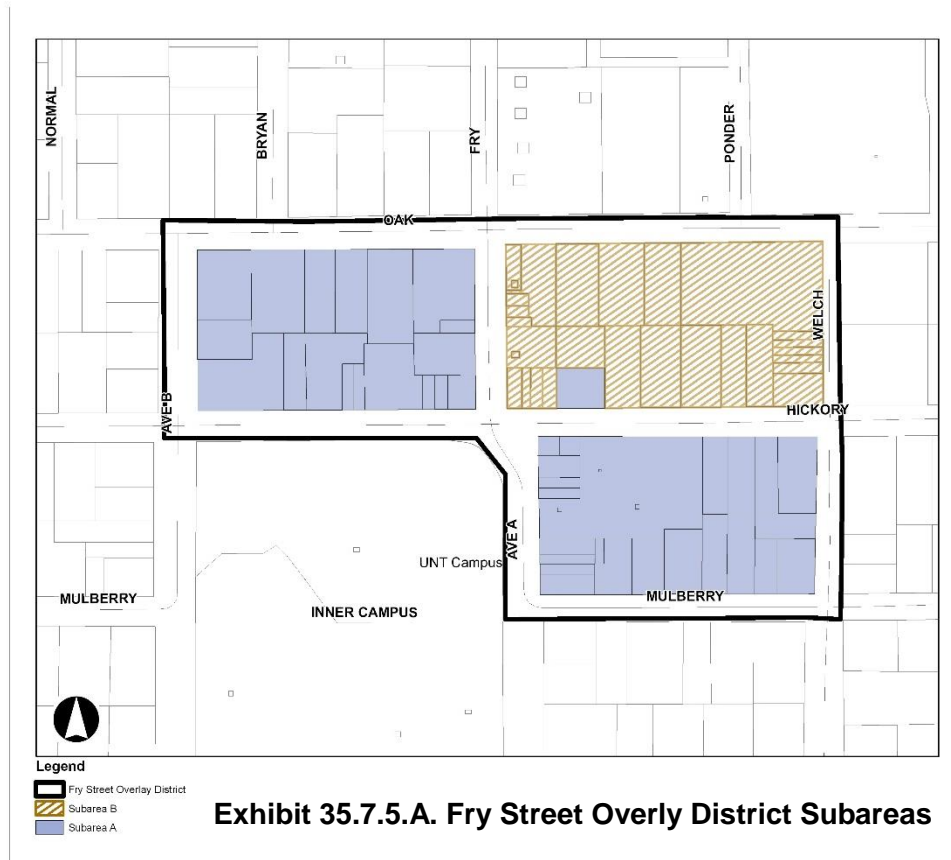 NORMAL
BRYAN
FRY
PONDER
OAK
WELCH
AVE B
HICKORY
AVE A
UNT Campus
MULBERRY
INNER CAMPUS
MULBERRY
Legend
Fry Street Overlay District
Subarea B
Subarea A
Exhibit 35.7.5.A. Fry Street Overly District Subareas